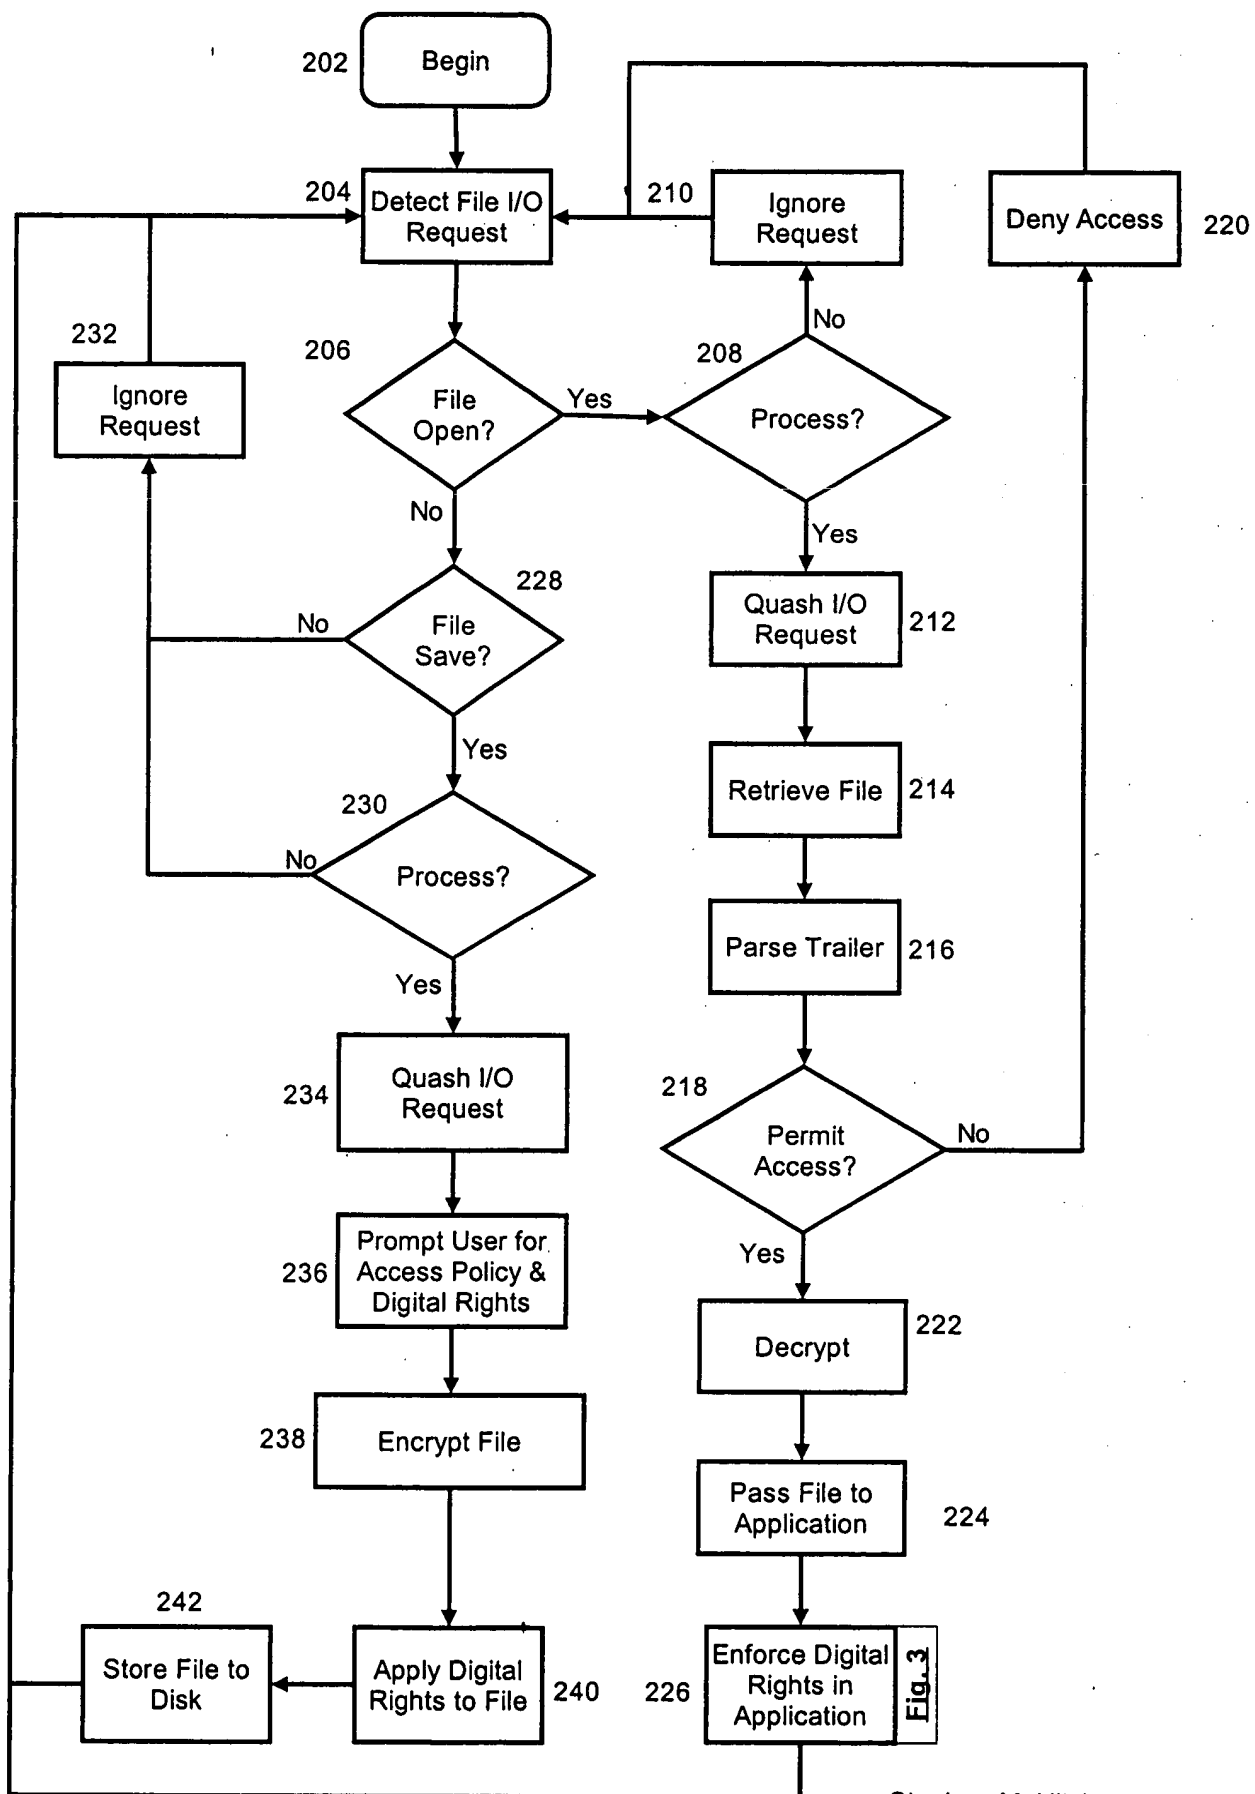 202
Begin
204
Detect File I/O
Request
210
Ignore
Request
Deny Access
220
No
232
Ignore
Request
206
File
Open?
Yes
208
Process?
No
Yes
228
File
Save?
No
Quash I/O
Request
212
Yes
Retrieve File
214
230
Process?
No
Parse Trailer
216
Yes
234
Quash I/O
Request
218
Permit
Access?
No
Yes
236
Prompt User for
Access Policy &
Digital Rights
Decrypt
222
238
Encrypt File
Pass File to
Application
224
242
Store File to
Disk
Apply Digital
Rights to File
240
226
Enforce Digital
Rights in
Application
Fig. 3